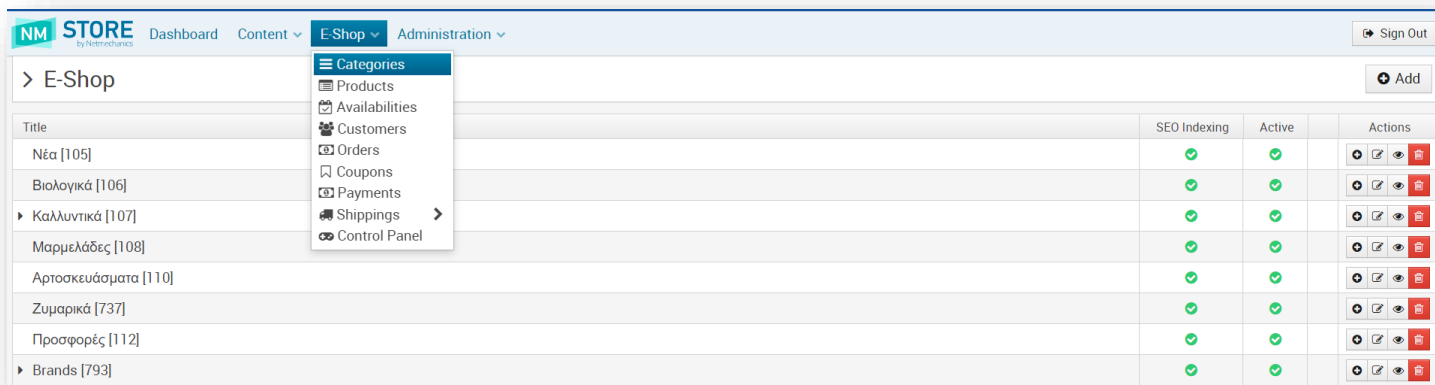 NM STORE by Netmechanics Dashboard Content E-Shop Administration Sign Out
E-Shop Add
Categories
Products
Availabilities
Customers
Orders
Coupons
Payments
Shippings
Control Panel
Title SEO Indexing Active Actions
Νέα [105]
Βιολογικά [106]
Καλλυντικά [107]
Μαρμελάδες [108]
Αρτοσκευάσματα [110]
Ζυμαρικά [737]
Προσφορές [112]
Brands [793]